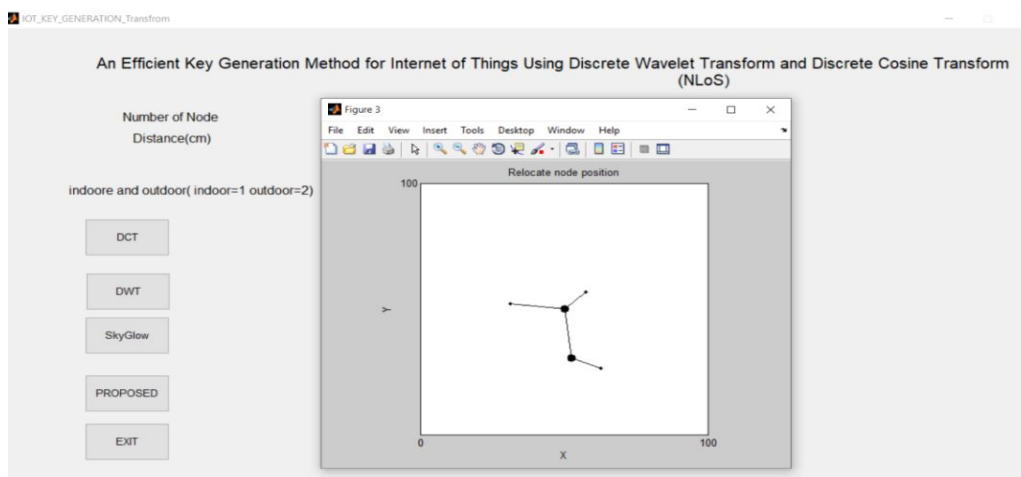 IOT_KEY_GENERATION_Transfrom
An Efficient Key Generation Method for Internet of Things Using Discrete Wavelet Transform and Discrete Cosine Transform
(NLoS)
Number of Node
Distance(cm)
indoore and outdoor( indoor=1 outdoor=2)
DCT
DWT
SkyGlow
PROPOSED
EXIT
Figure 3
File Edit View Insert Tools Desktop Window Help
Relocate node position
100
Y
0 100
X